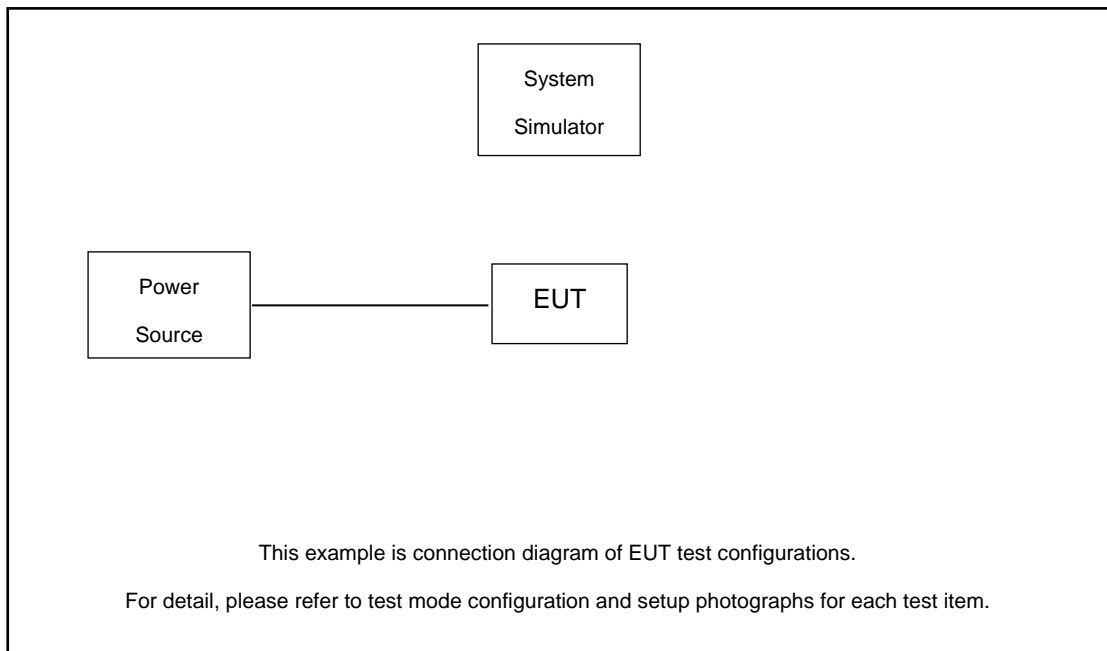 System
Simulator
Power
Source
EUT
This example is connection diagram of EUT test configurations.
For detail, please refer to test mode configuration and setup photographs for each test item.